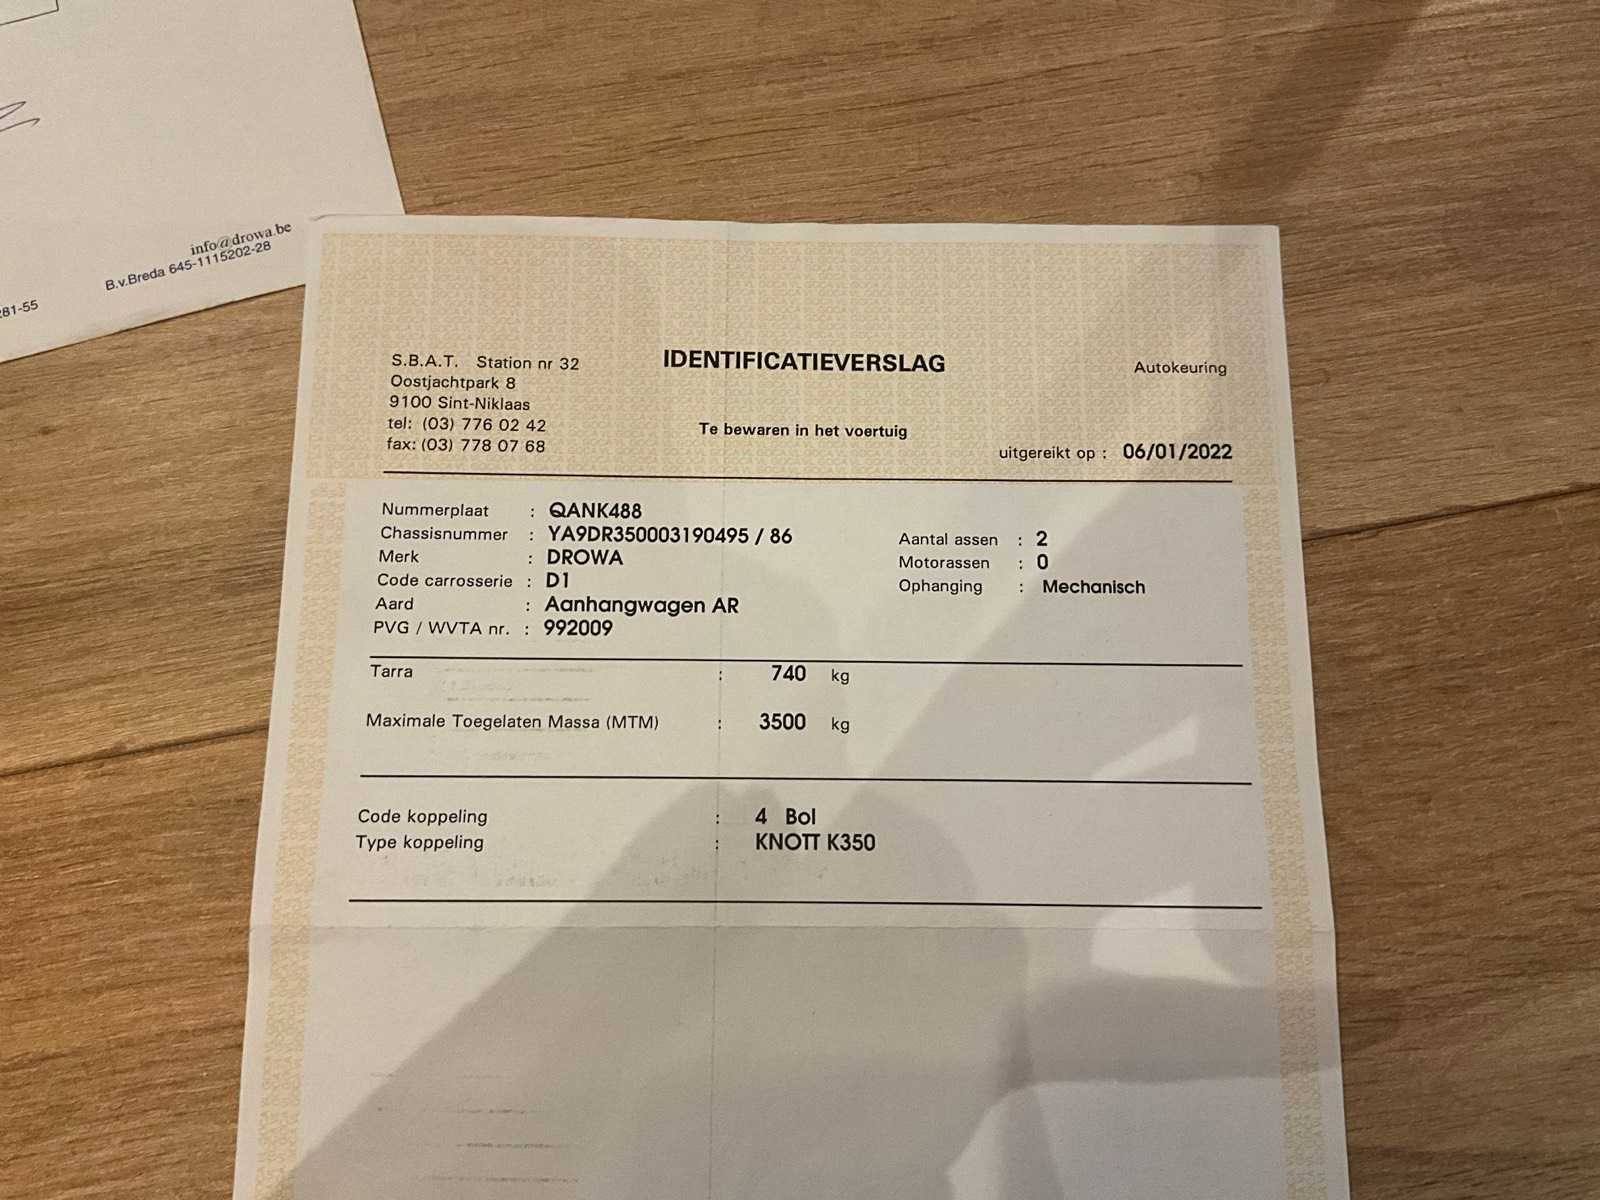 info@drowa.be
B.v.Breda 645-1115202-28
281-55
S.B.A.T. Station nr 32
Oostjachtpark 8
9100 Sint-Niklaas
tel: (03) 776 02 42
fax: (03) 778 07 68
IDENTIFICATIEVERSLAG
Te bewaren in het voertuig
Autokeuring
uitgereikt op : 06/01/2022
Nummerplaat : QANK488
Chassisnummer : YA9DR350003190495 / 86
Merk : DROWA
Code carrosserie : D1
Aard : Aanhangwagen AR
PVG / WVTA nr. : 992009
Aantal assen : 2
Motorassen : 0
Ophanging : Mechanisch
Tarra : 740 kg
Maximale Toegelaten Massa (MTM) : 3500 kg
Code koppeling : 4 Bol
Type koppeling : KNOTT K350